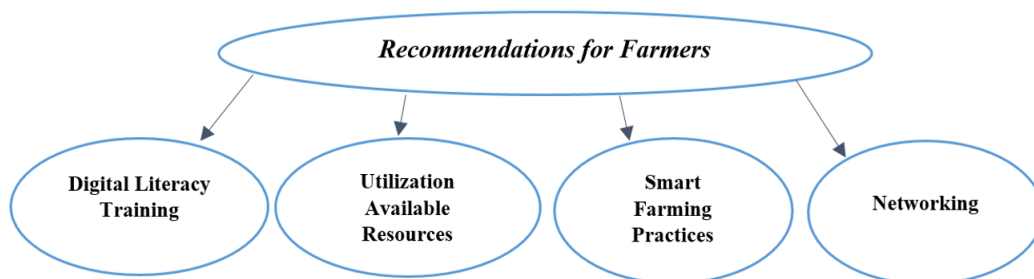 Recommendations for Farmers
Digital Literacy
Training
Utilization
Available
Resources
Smart
Farming
Practices
Networking